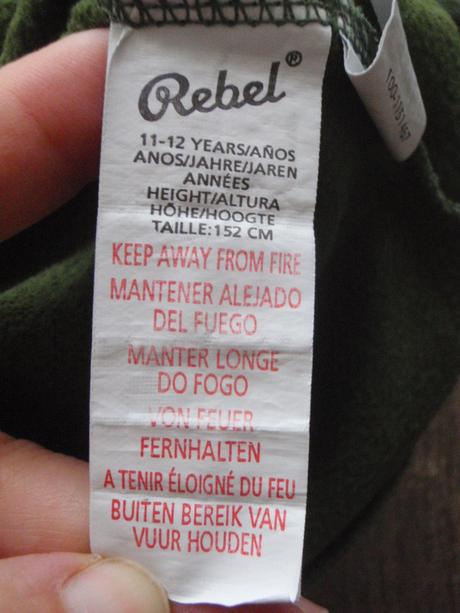 Rebel®
11-12 YEARS/AÑOS
ANOS/JAHRE/JAREN
ANNÉES
HEIGHT/ALTURA
HÖHE/HOOGTE
TAILLE:152 CM
KEEP AWAY FROM FIRE
MANTENER ALEJADO
DEL FUEGO
MANTER LONGE
DO FOGO
VON FEUER
FERNHALTEN
A TENIR ÉLOIGNÉ DU FEU
BUITEN BEREIK VAN
VUUR HOUDEN